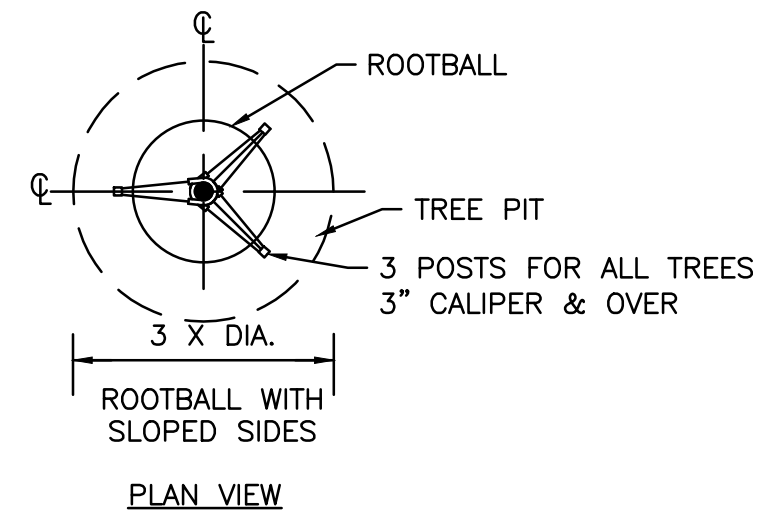 ℄
ROOTBALL
℄
TREE PIT
3 POSTS FOR ALL TREES
3” CALIPER & OVER
3 X DIA.
ROOTBALL WITH
SLOPED SIDES
PLAN VIEW